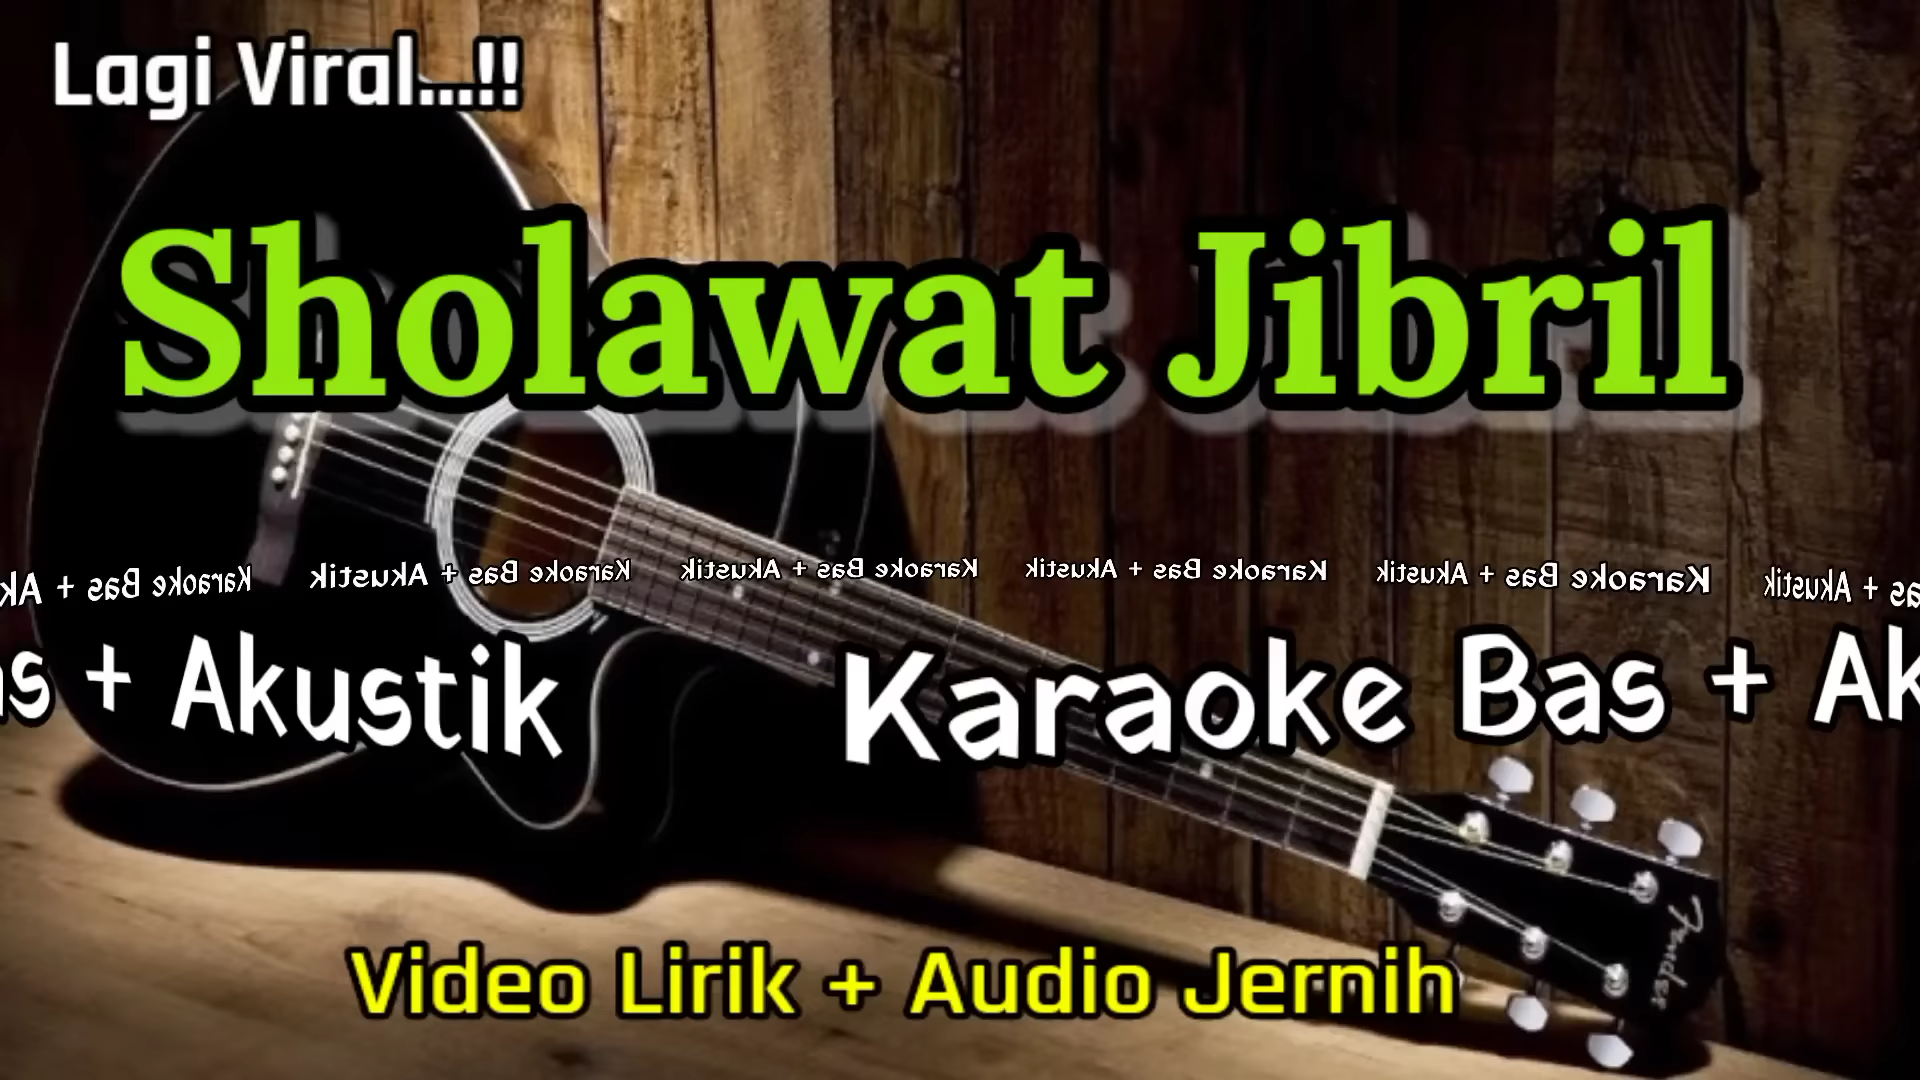 Lagi Viral...!!
Sholawat Jibril
Karaoke Bas + Akustik Karaoke Bas + Akustik Karaoke Bas + Akustik Karaoke Bas + Akustik
+ Akustik Karaoke Bas +
Fender
Video Lirik + Audio Jernih